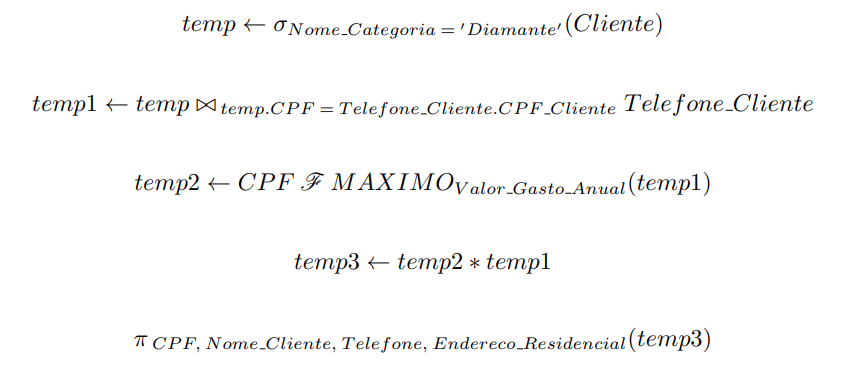 temp ← σ_{Nome_Categoria = 'Diamante'}(Cliente)
temp1 ← temp ⋈_{temp.CPF = Telefone_Cliente.CPF_Cliente} Telefone_Cliente
temp2 ← CPF ℱ MAXIMO_{Valor_Gasto_Anual}(temp1)
temp3 ← temp2 * temp1
π_{CPF, Nome_Cliente, Telefone, Endereco_Residencial}(temp3)